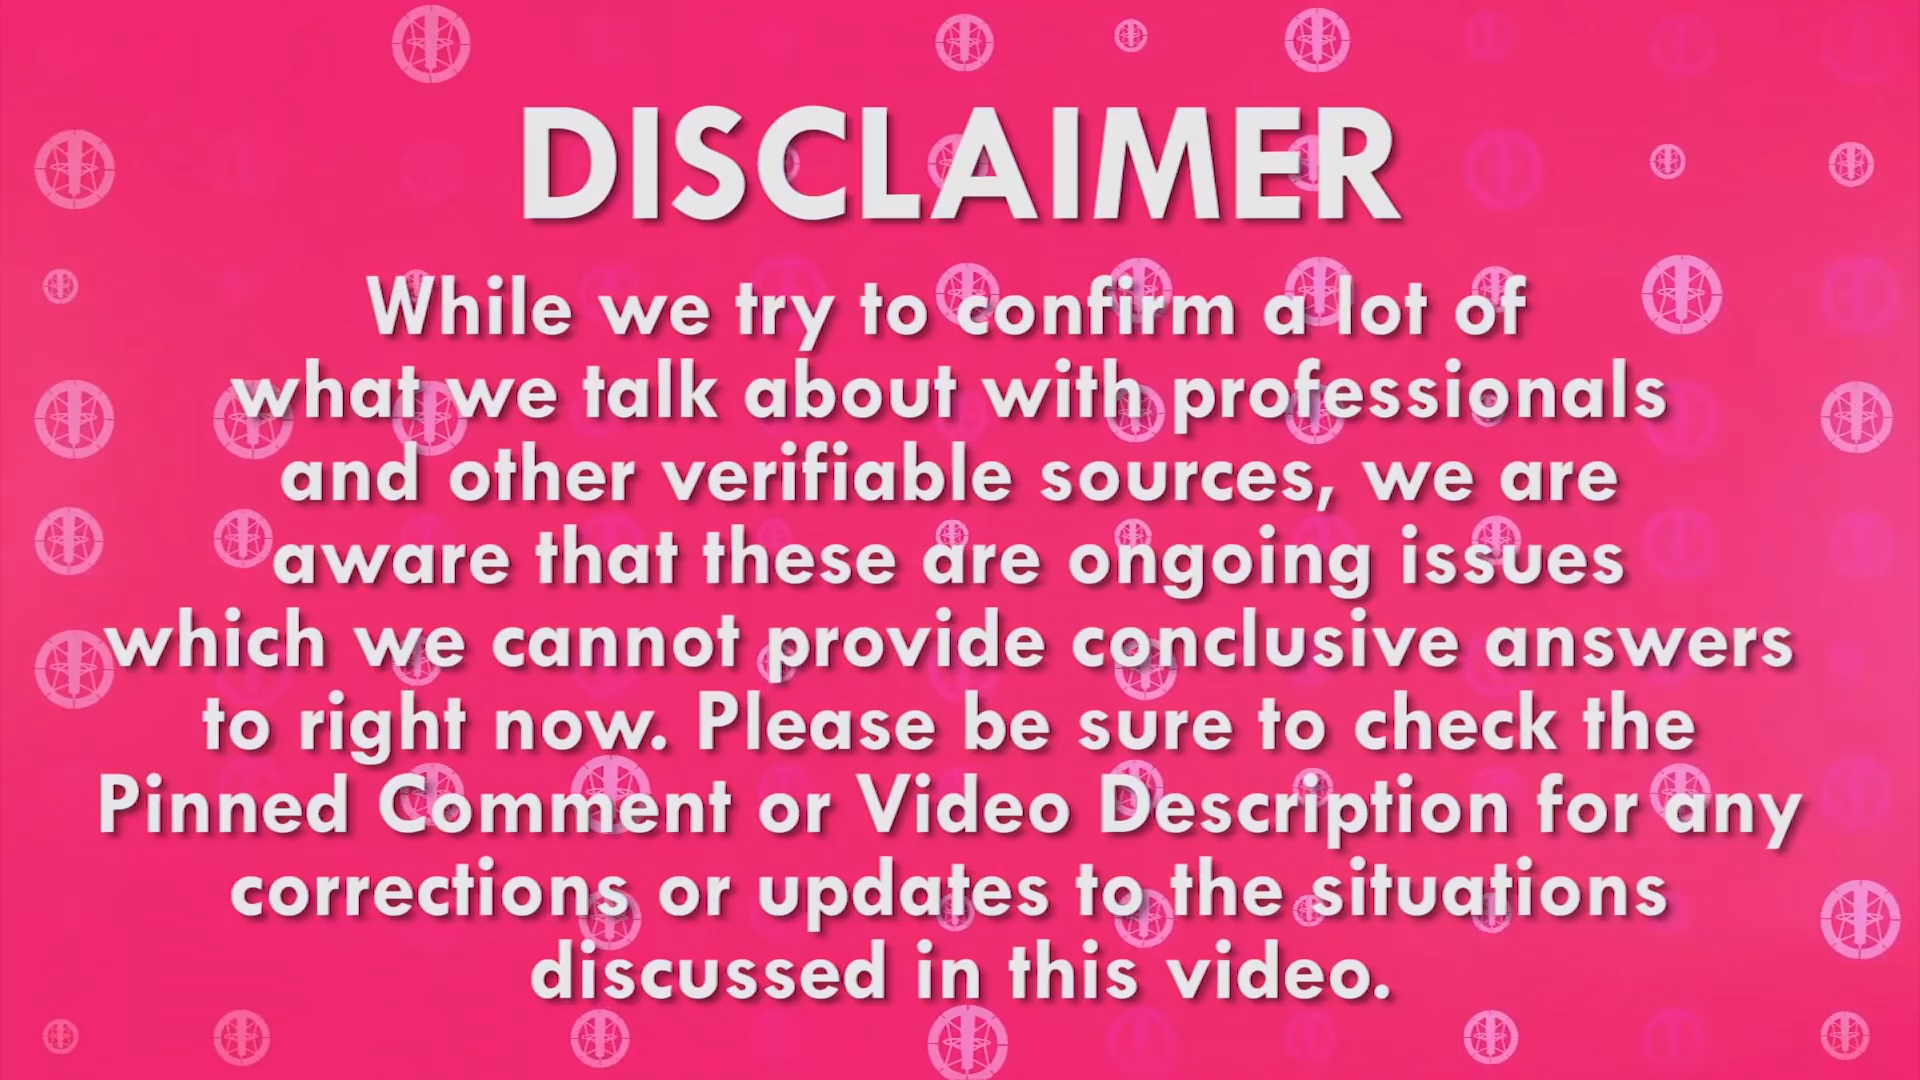 DISCLAIMER
While we try to confirm a lot of
what we talk about with professionals
and other verifiable sources, we are
aware that these are ongoing issues
which we cannot provide conclusive answers
to right now. Please be sure to check the
Pinned Comment or Video Description for any
corrections or updates to the situations
discussed in this video.